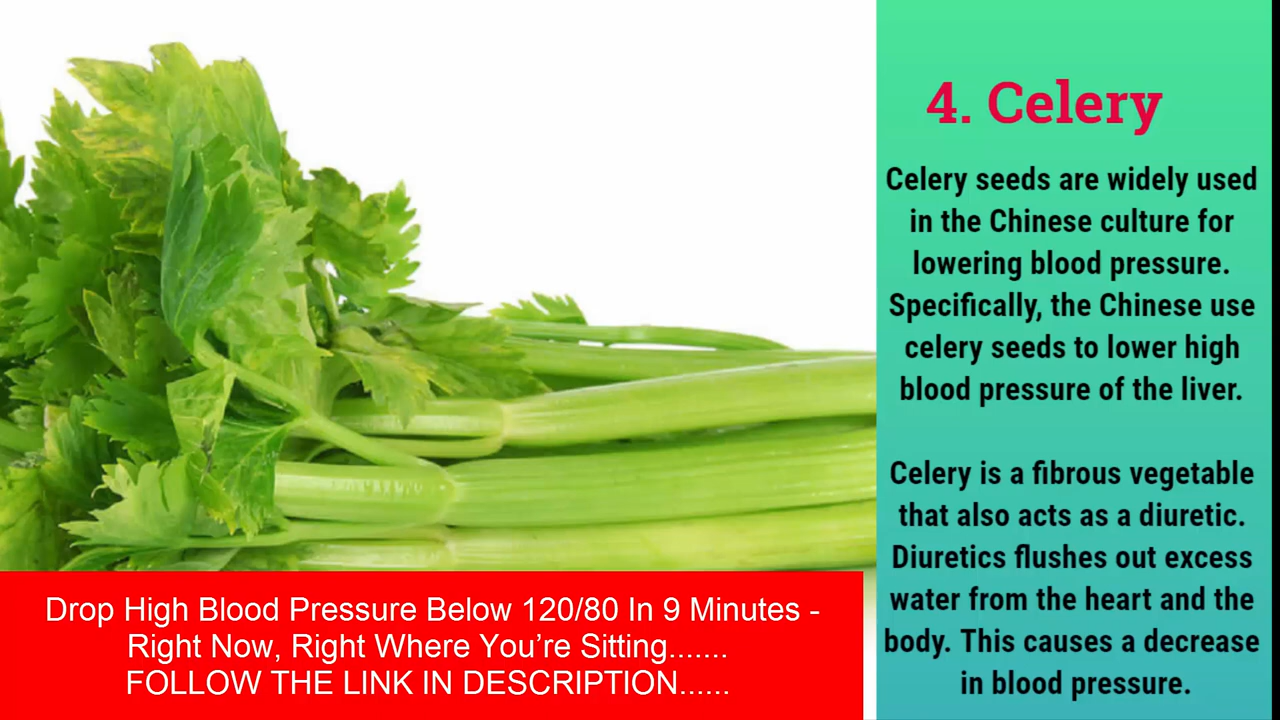 4. Celery
Celery seeds are widely used
in the Chinese culture for
lowering blood pressure.
Specifically, the Chinese use
celery seeds to lower high
blood pressure of the liver.
Celery is a fibrous vegetable
that also acts as a diuretic.
Diuretics flushes out excess
water from the heart and the
body. This causes a decrease
in blood pressure.
Drop High Blood Pressure Below 120/80 In 9 Minutes -
Right Now, Right Where You’re Sitting.......
FOLLOW THE LINK IN DESCRIPTION......